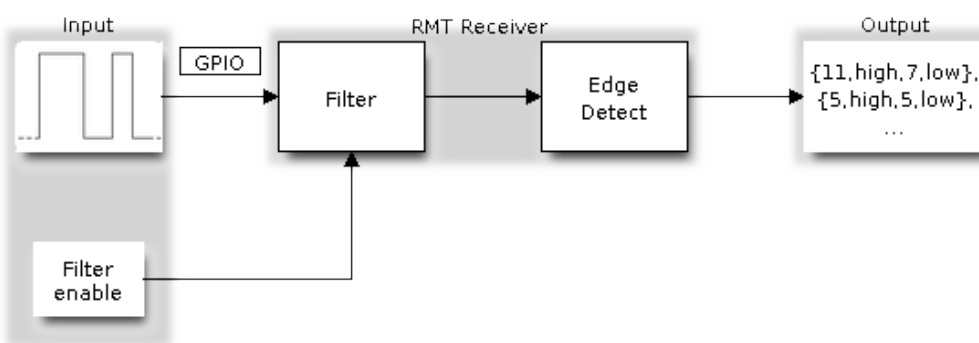 Input
RMT Receiver
Output
GPIO
Filter
Edge
Detect
{11,high,7,low},
{5,high,5,low},
...
Filter
enable